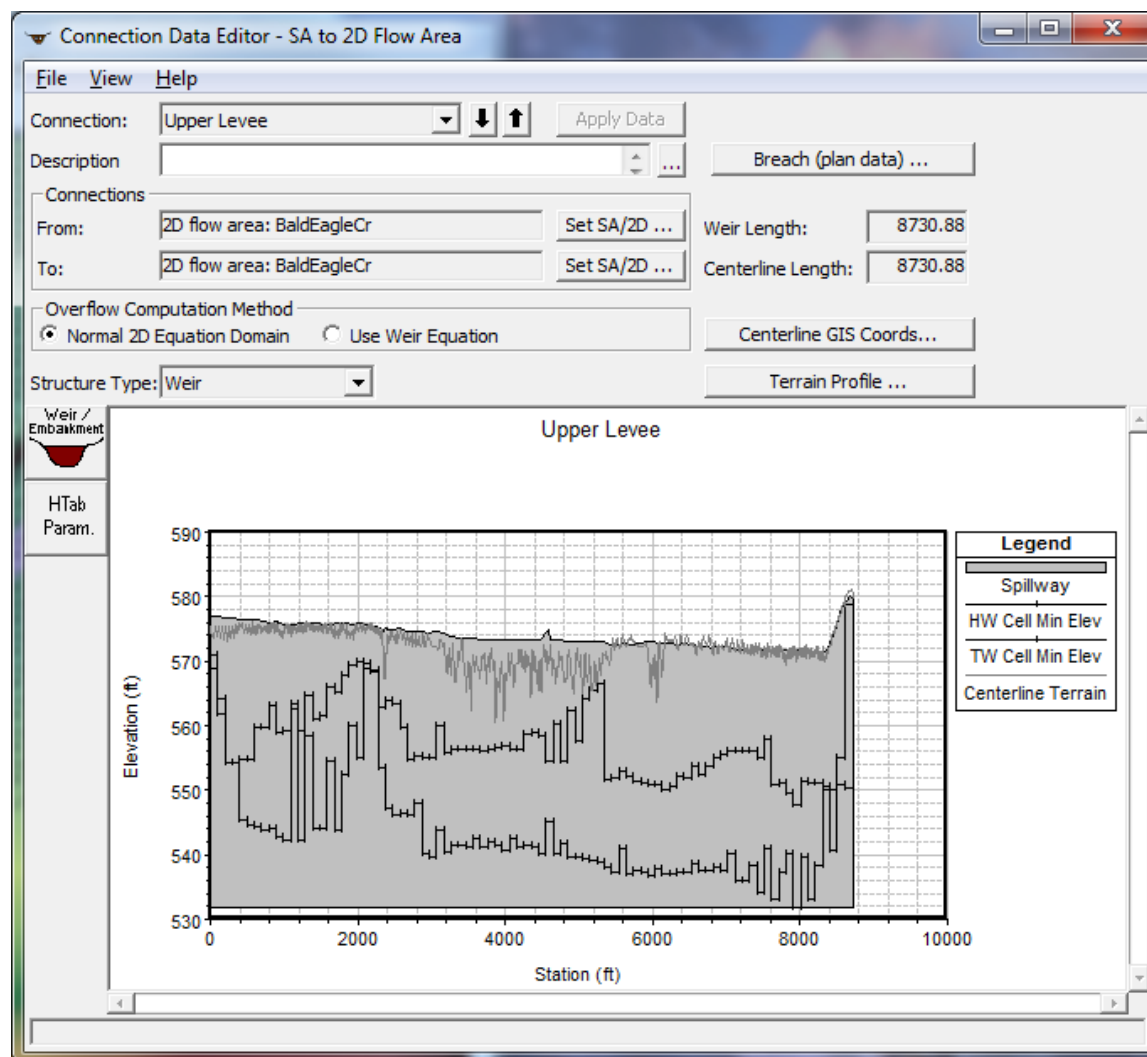 Connection Data Editor - SA to 2D Flow Area
File View Help
Connection: Upper Levee Apply Data
Description ... Breach (plan data) ...
Connections
From: 2D flow area: BaldEagleCr Set SA/2D ... Weir Length: 8730.88
To: 2D flow area: BaldEagleCr Set SA/2D ... Centerline Length: 8730.88
Overflow Computation Method
Normal 2D Equation Domain Use Weir Equation Centerline GIS Coords...
Structure Type: Weir Terrain Profile ...
Weir /
Embankment
HTab
Param.
Upper Levee
590
580
570
560
550
540
530
Elevation (ft)
0 2000 4000 6000 8000 10000
Station (ft)
Legend
Spillway
HW Cell Min Elev
TW Cell Min Elev
Centerline Terrain